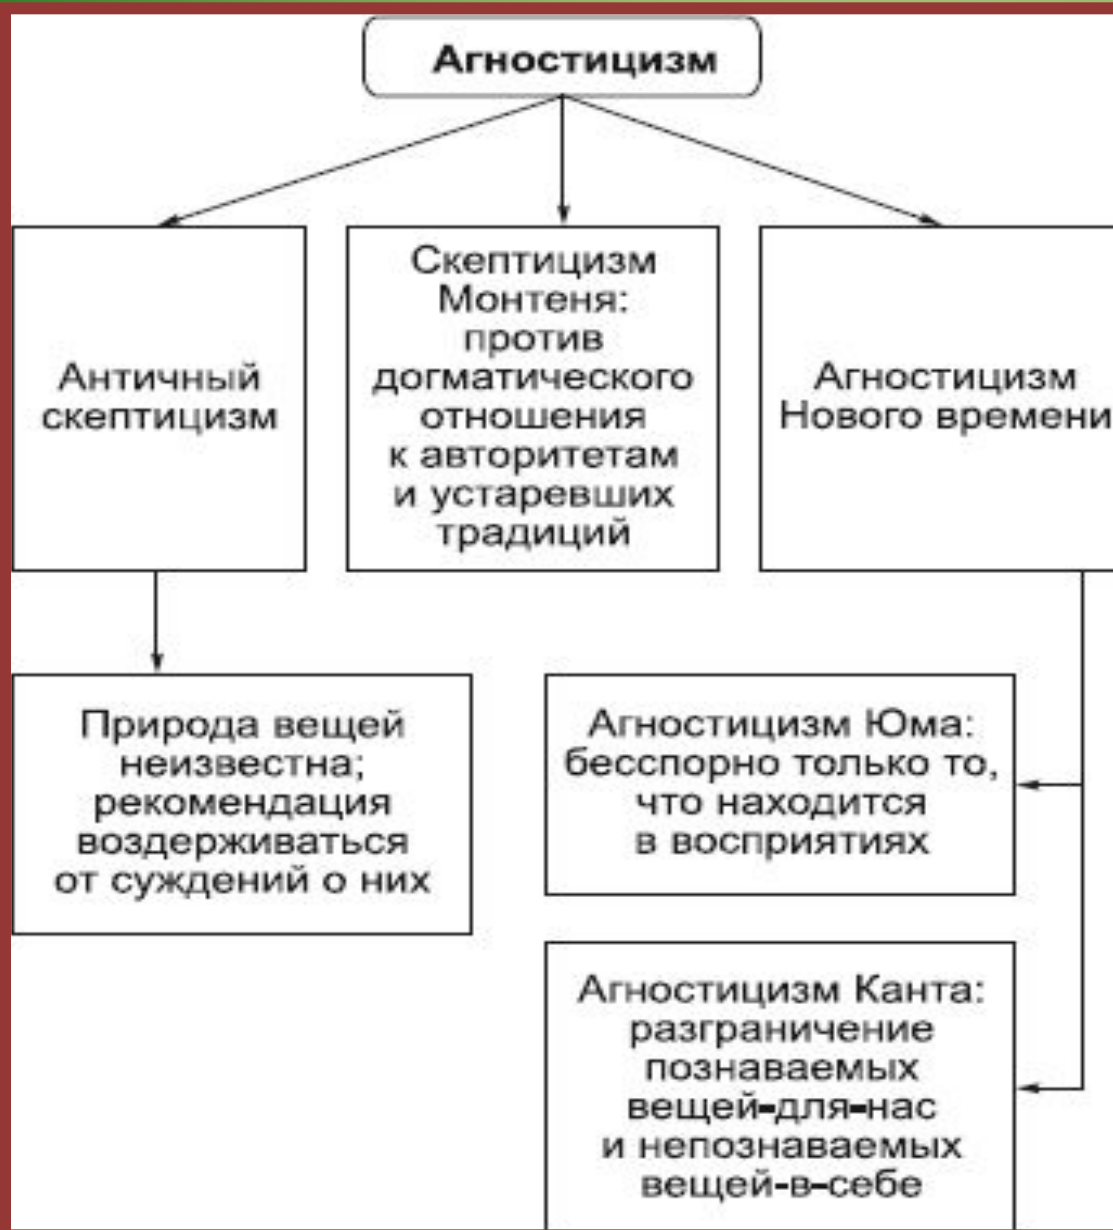 Агностицизм
Античный
скептицизм
Скептицизм
Монтеня:
против
догматического
отношения
к авторитетам
и устаревших
традиций
Агностицизм
Нового времени
Природа вещей
неизвестна;
рекомендация
воздерживаться
от суждений о них
Агностицизм Юма:
бесспорно только то,
что находится
в восприятиях
Агностицизм Канта:
разграничение
познаваемых
вещей-для-нас
и непознаваемых
вещей-в-себе